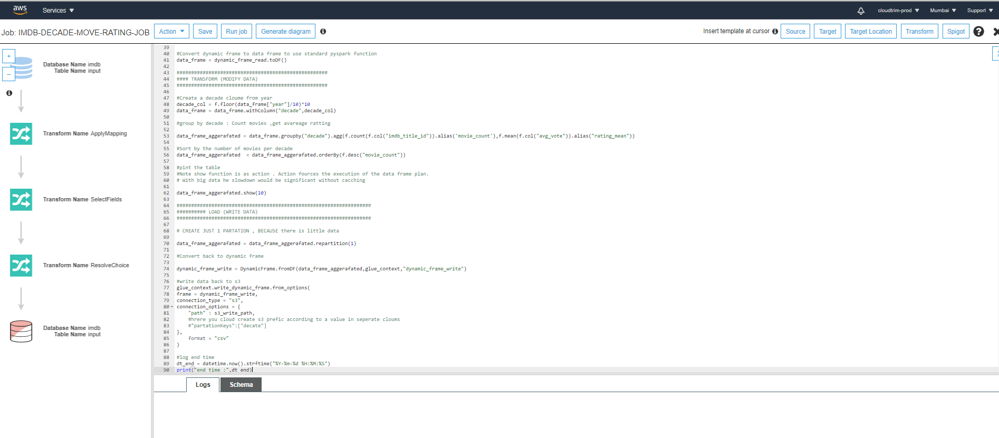 aws Services cloudtrim-prod Mumbai Support
Job: IMDB-DECADE-MOVE-RATING-JOB Action Save Run job Generate diagram Insert template at cursor Source Target Target Location Transform Spigot
+
−
Database Name imdb
Table Name input
Transform Name ApplyMapping
Transform Name SelectFields
Transform Name ResolveChoice
Database Name imdb
Table Name input
39
40 #Convert dynamic frame to data frame to use standard pyspark function
41 data_frame = dynamic_frame_read.toDF()
42
43 ####################################################
44 #### TRANSFORM (MODIFY DATA)
45 ####################################################
46
47 #Create a decade cloume from year
48 decade_col = f.floor(data_frame["year"]/10)*10
49 data_frame = data_frame.withColumn("decade",decade_col)
50
51 #group by decade : Count movies ,get avareage ratting
52
53 data_frame_aggerafated = data_frame.groupby("decade").agg(f.count(f.col("imdb_title_id")).alias('movie_count'),f.mean(f.col("avg_vote")).alias("rating_mean"))
54
55 #Sort by the number of movies per decade
56 data_frame_aggerafated  = data_frame_aggerafated.orderBy(f.desc("movie_count"))
57
58 #pint the table
59 #Note show function is as action . Action fources the execution of the data frame plan.
60 # With big data he slowdown would be significant without cacching
61
62 data_frame_aggerafated.show(10)
63
64 ###################################################################
65 ########## LOAD (WRITE DATA)
66 ###################################################################
67
68 # CREATE JUST 1 PARTATION , BECAUSE there is little data
69
70 data_frame_aggerafated = data_frame_aggerafated.repartition(1)
71
72 #Convert back to dynamic frame
73
74 dynamic_frame_write = DynamicFrame.fromDF(data_frame_aggerafated,glue_context,"dynamic_frame_write")
75
76 #write data back to s3
77 glue_context.write_dynamic_frame.from_options(
78 frame = dynamic_frame_write,
79 connection_type = "s3",
80 connection_options = {
81     "path" : s3_write_path,
82     #hrere you cloud create s3 prefic according to a value in seperate cloums
83     #"partationKeys":["decate"]
84 },
85     format = "csv"
86 )
87
88 #log end time
89 dt_end = datetime.now().strftime("%Y-%m-%d %H:%M:%S")
90 print("end time :",dt_end)
Logs Schema